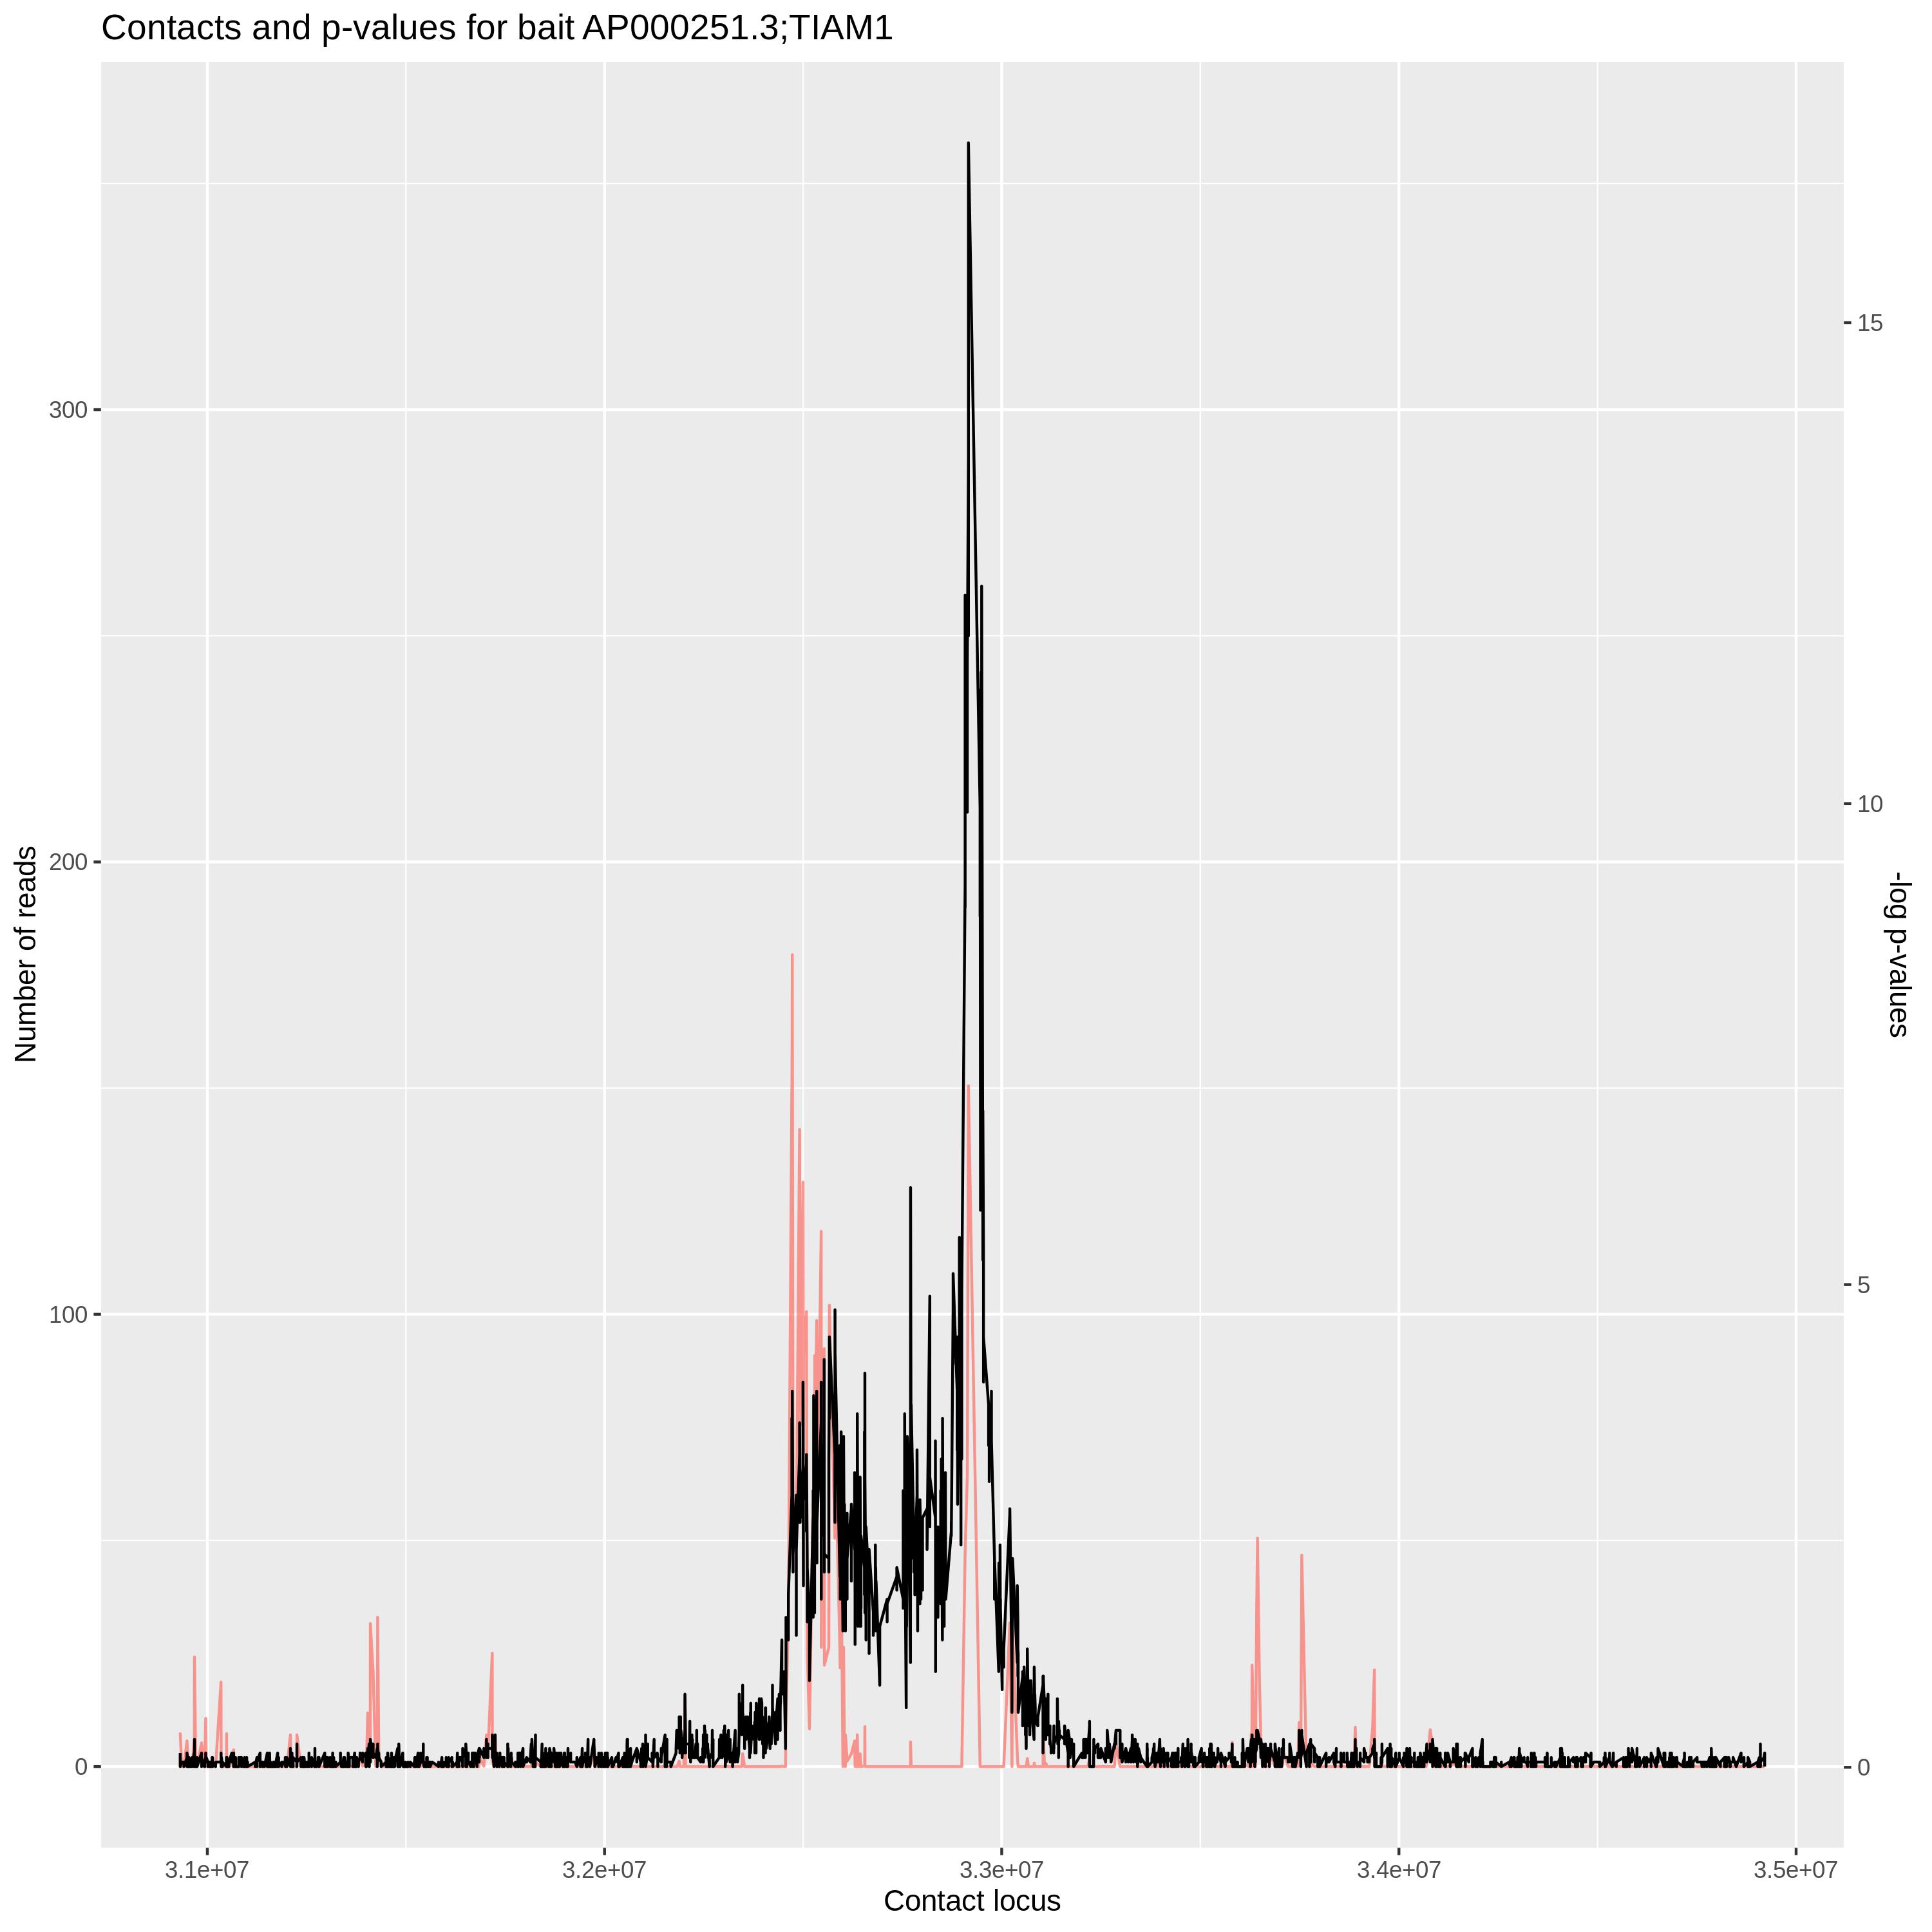 Contacts and p-values for bait AP000251.3;TIAM1
300
200
100
0
Number of reads
15
10
5
0
-log p-values
3.1e+07
3.2e+07
3.3e+07
3.4e+07
3.5e+07
Contact locus